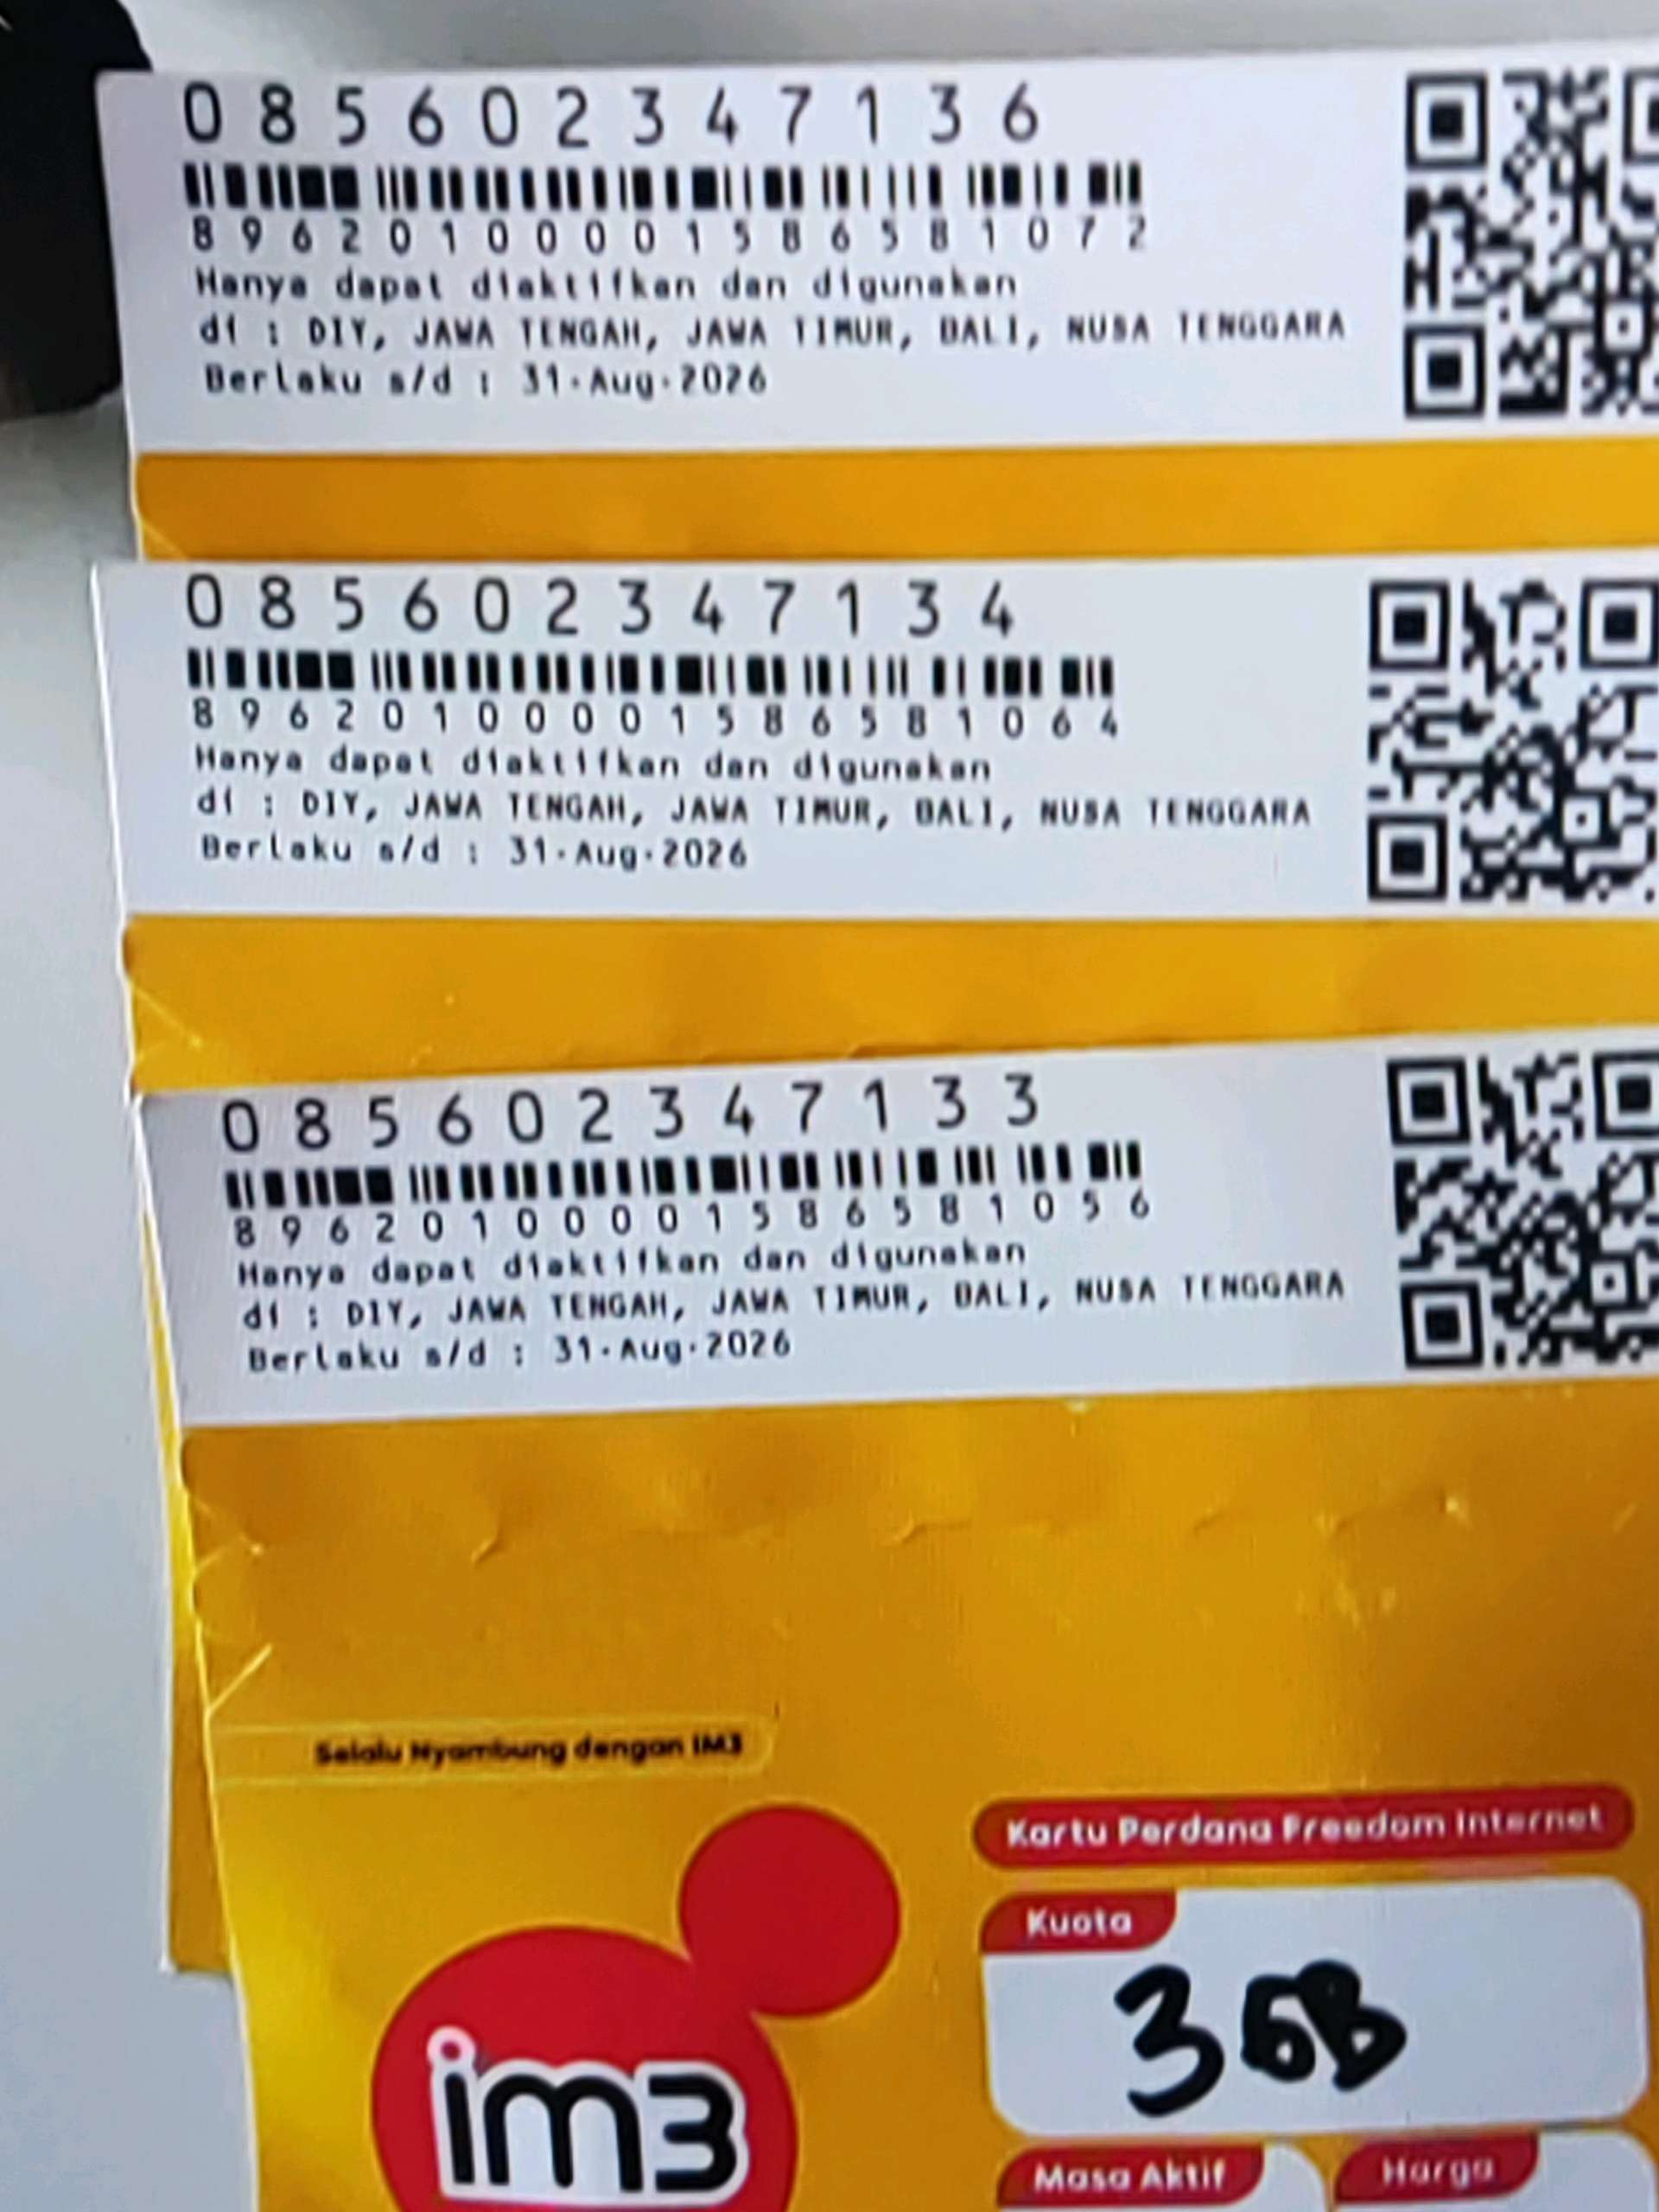 085602347136
89620100001586581072
Hanya dapat diaktifkan dan digunakan
di : DIY, JAWA TENGAH, JAWA TIMUR, BALI, NUSA TENGGARA
Berlaku s/d : 31-Aug-2026
085602347134
89620100001586581064
Hanya dapat diaktifkan dan digunakan
di : DIY, JAWA TENGAH, JAWA TIMUR, BALI, NUSA TENGGARA
Berlaku s/d : 31-Aug-2026
085602347133
89620100001586581056
Hanya dapat diaktifkan dan digunakan
di : DIY, JAWA TENGAH, JAWA TIMUR, BALI, NUSA TENGGARA
Berlaku s/d : 31-Aug-2026
Selalu Nyambung dengan IM3
Kartu Perdana Freedom Internet
Kuota
3 GB
im3
Masa Aktif
Harga